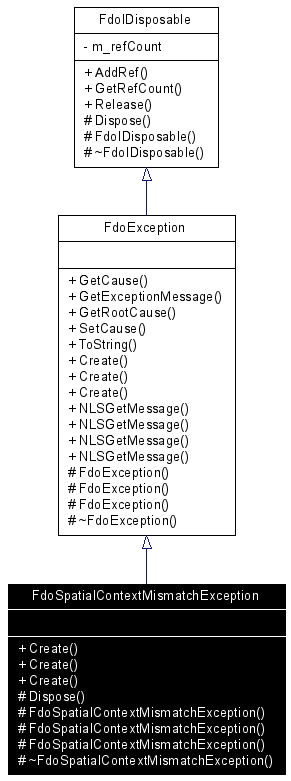 FdoIDisposable
- m_refCount
+ AddRef()
+ GetRefCount()
+ Release()
# Dispose()
# FdoIDisposable()
# ~FdoIDisposable()
FdoException
+ GetCause()
+ GetExceptionMessage()
+ GetRootCause()
+ SetCause()
+ ToString()
+ Create()
+ Create()
+ Create()
+ NLSGetMessage()
+ NLSGetMessage()
+ NLSGetMessage()
+ NLSGetMessage()
# FdoException()
# FdoException()
# FdoException()
# ~FdoException()
FdoSpatialContextMismatchException
+ Create()
+ Create()
+ Create()
# Dispose()
# FdoSpatialContextMismatchException()
# FdoSpatialContextMismatchException()
# FdoSpatialContextMismatchException()
# ~FdoSpatialContextMismatchException()